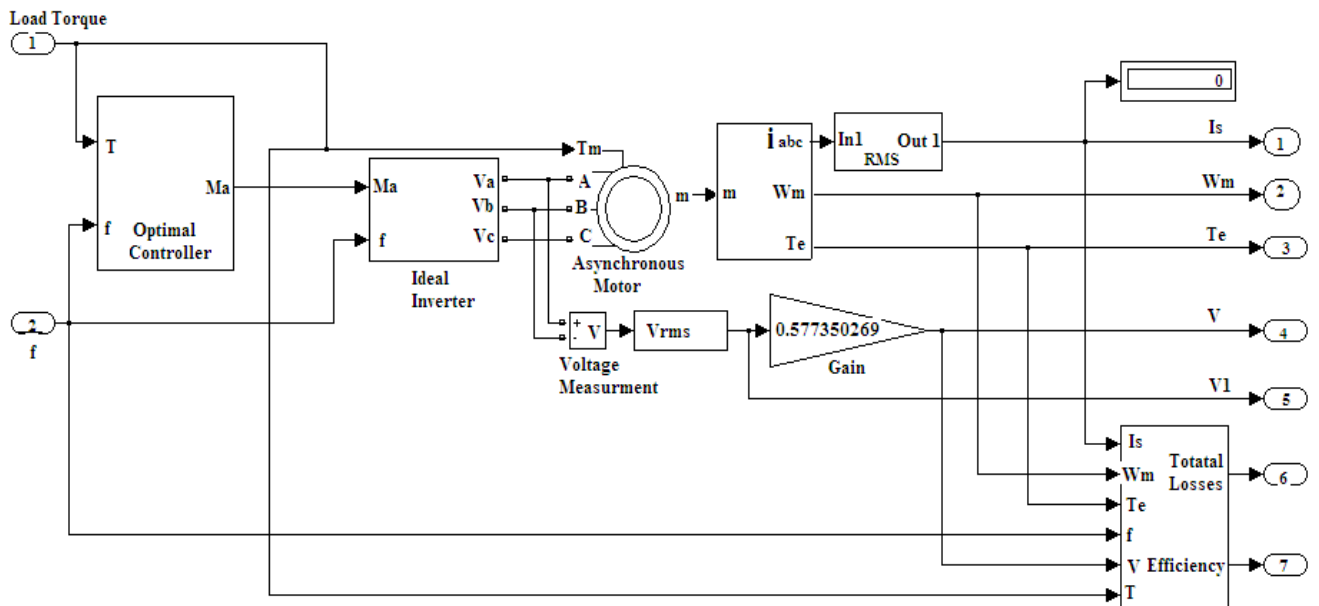 Load Torque
1
T
Ma
f
Optimal
Controller
2
f
Ma
f
Va
Vb
Vc
Ideal
Inverter
Tm
A
B
C
m
Asynchronous
Motor
m
i abc
Wm
Te
In1
Out 1
RMS
0
Is
1
Wm
2
Te
3
+
-
V
Voltage
Measurment
Vrms
0.577350269
Gain
V
4
V1
5
Is
Wm
Te
f
V
T
Totatal
Losses
Efficiency
6
7